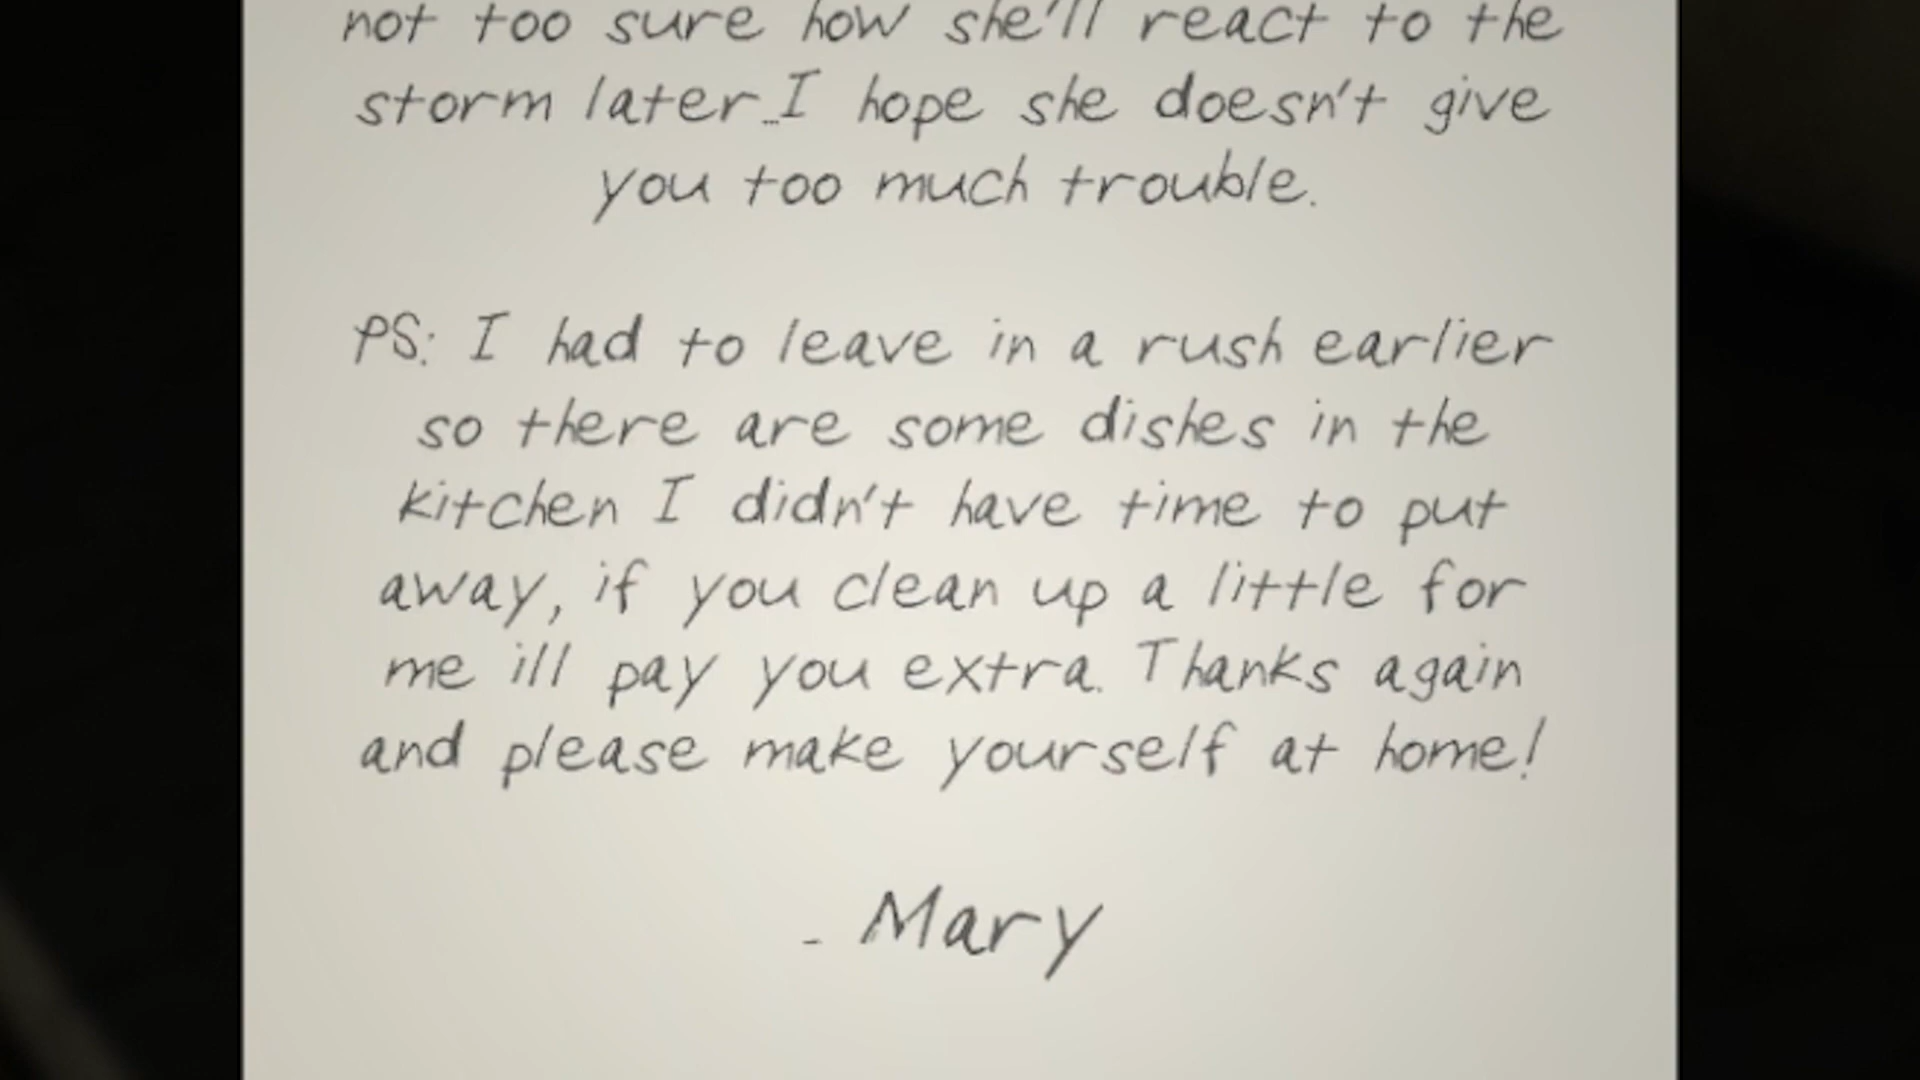 not too sure how she'll react to the
storm later...I hope she doesn't give
you too much trouble.
PS: I had to leave in a rush earlier
so there are some dishes in the
kitchen I didn't have time to put
away, if you clean up a little for
me ill pay you extra. Thanks again
and please make yourself at home!
- Mary